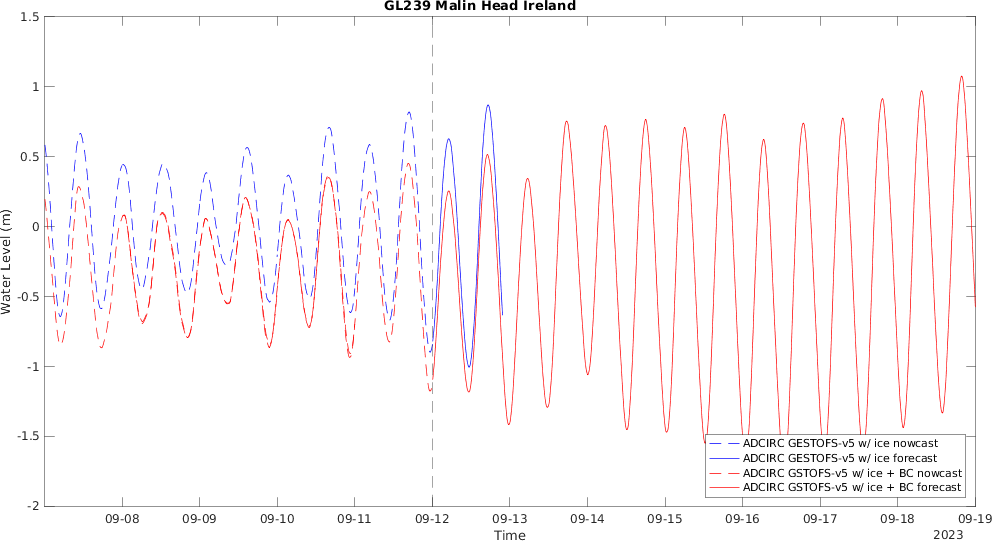 GL239 Malin Head Ireland
1.5
1
0.5
0
-0.5
-1
-1.5
-2
Water Level (m)
ADCIRC GESTOFS-v5 w/ ice nowcast
ADCIRC GESTOFS-v5 w/ ice forecast
ADCIRC GSTOFS-v5 w/ ice + BC nowcast
ADCIRC GSTOFS-v5 w/ ice + BC forecast
09-08 09-09 09-10 09-11 09-12 09-13 09-14 09-15 09-16 09-17 09-18 09-19
Time
2023